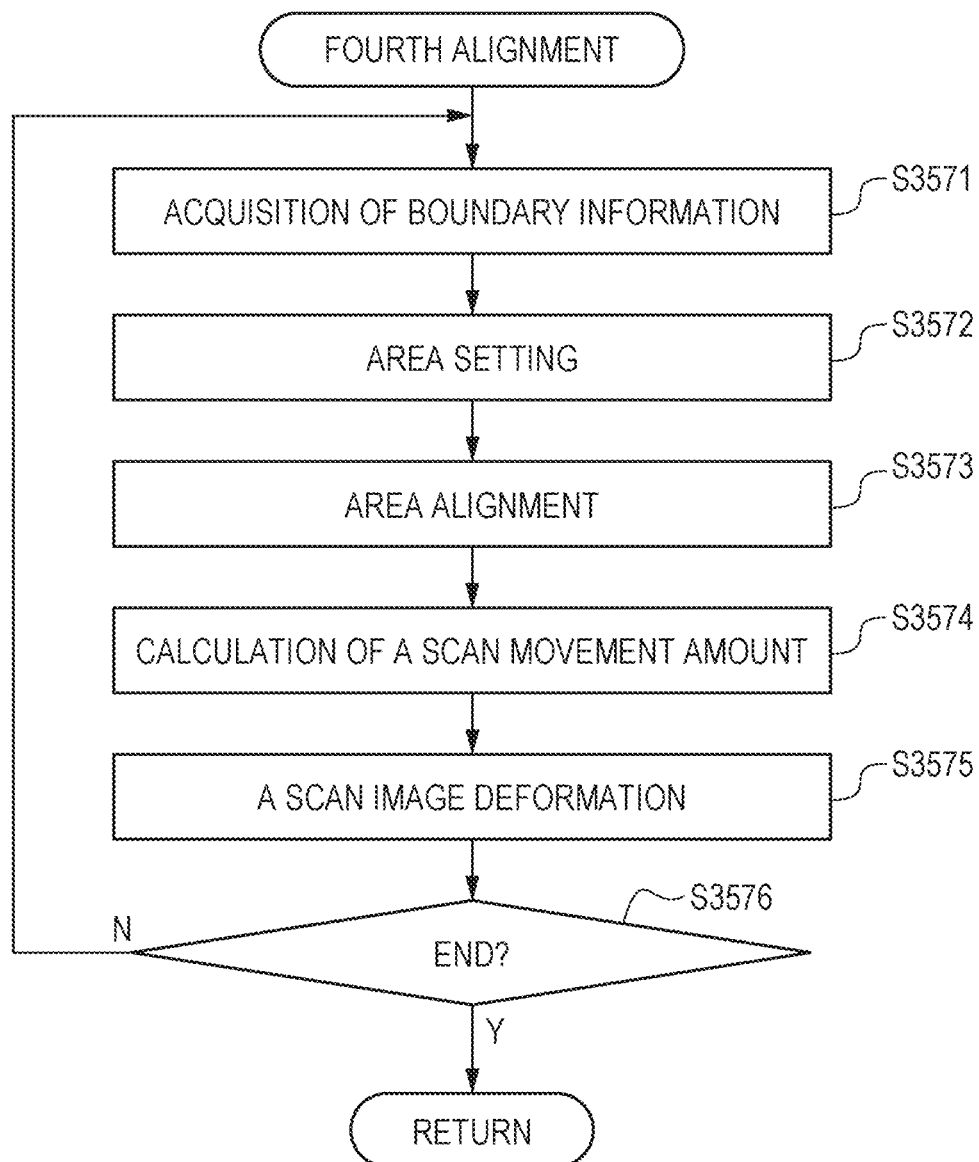 FOURTH ALIGNMENT
ACQUISITION OF BOUNDARY INFORMATION
S3571
AREA SETTING
S3572
AREA ALIGNMENT
S3573
CALCULATION OF A SCAN MOVEMENT AMOUNT
S3574
A SCAN IMAGE DEFORMATION
S3575
S3576
N
END?
Y
RETURN